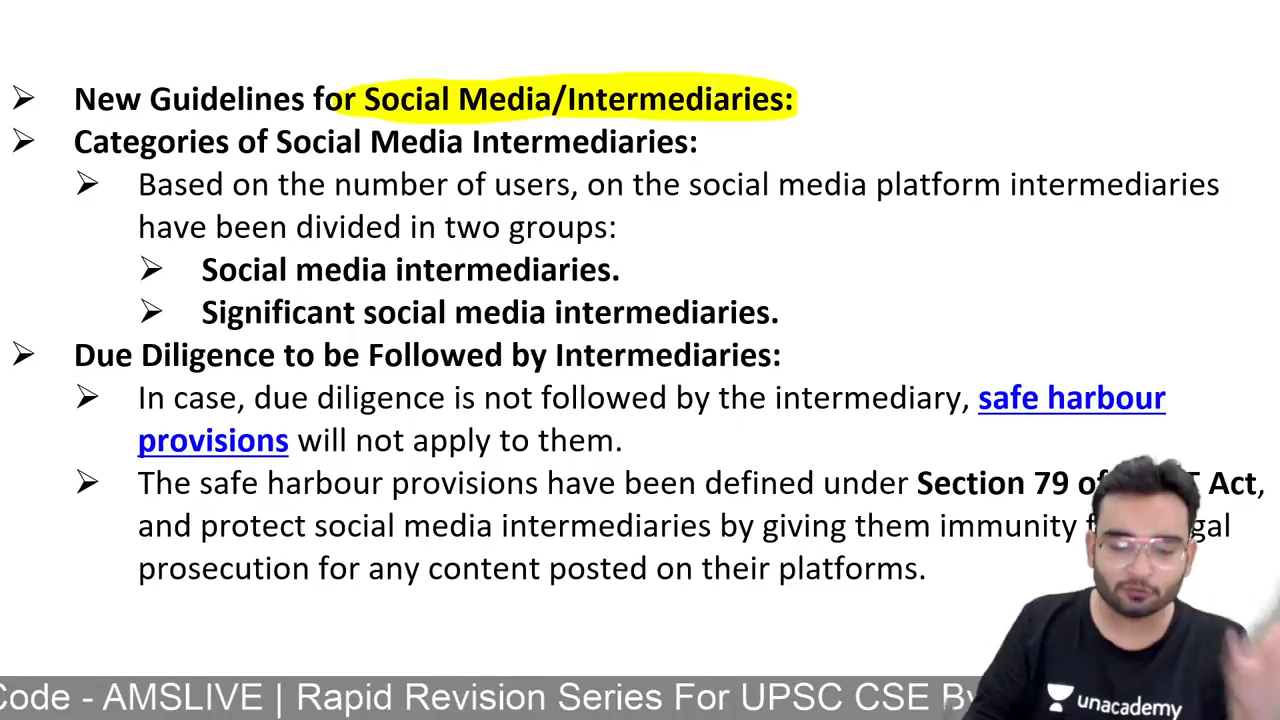 New Guidelines for Social Media/Intermediaries:
Categories of Social Media Intermediaries:
Based on the number of users, on the social media platform intermediaries
have been divided in two groups:
Social media intermediaries.
Significant social media intermediaries.
Due Diligence to be Followed by Intermediaries:
In case, due diligence is not followed by the intermediary, safe harbour
provisions will not apply to them.
The safe harbour provisions have been defined under Section 79 of Act,
and protect social media intermediaries by giving them immunity
prosecution for any content posted on their platforms.
Code - AMSLIVE | Rapid Revision Series For UPSC CSE By
unacademy